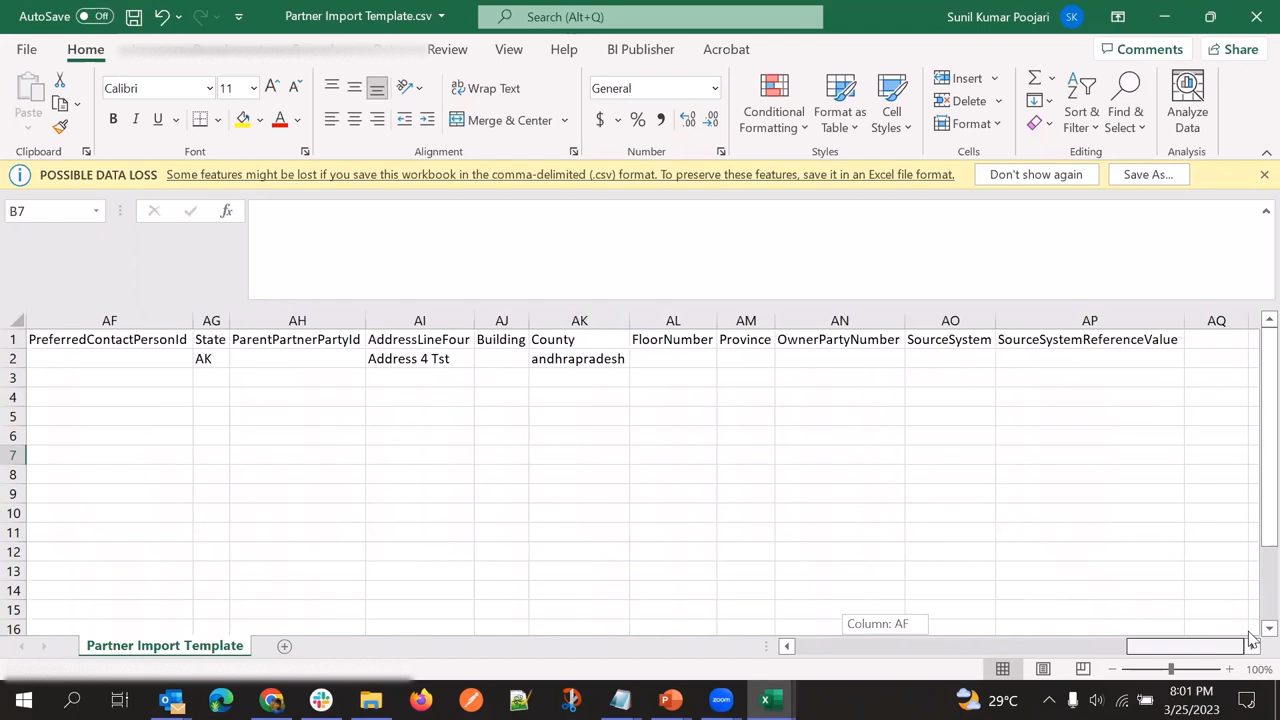 AutoSave Off Partner Import Template.csv Search (Alt+Q) Sunil Kumar Poojari SK
File Home Review View Help BI Publisher Acrobat Comments Share
Paste Calibri 11 Wrap Text General Conditional Formatting Format as Table Cell Styles Insert Sort & Filter Find & Select Analyze Data
Delete
B I U A Merge & Center $ % Format
Clipboard Font Alignment Number Styles Cells Editing Analysis
POSSIBLE DATA LOSS Some features might be lost if you save this workbook in the comma-delimited (.csv) format. To preserve these features, save it in an Excel file format. Don't show again Save As...
B7 fx
AF AG AH AI AJ AK AL AM AN AO AP AQ
1 PreferredContactPersonId State ParentPartnerPartyId AddressLineFour Building County FloorNumber Province OwnerPartyNumber SourceSystem SourceSystemReferenceValue
2 AK Address 4 Tst andhrapradesh
3
4
5
6
7
8
9
10
11
12
13
14
15
16
Column: AF
Partner Import Template
100%
29°C 8:01 PM
3/25/2023